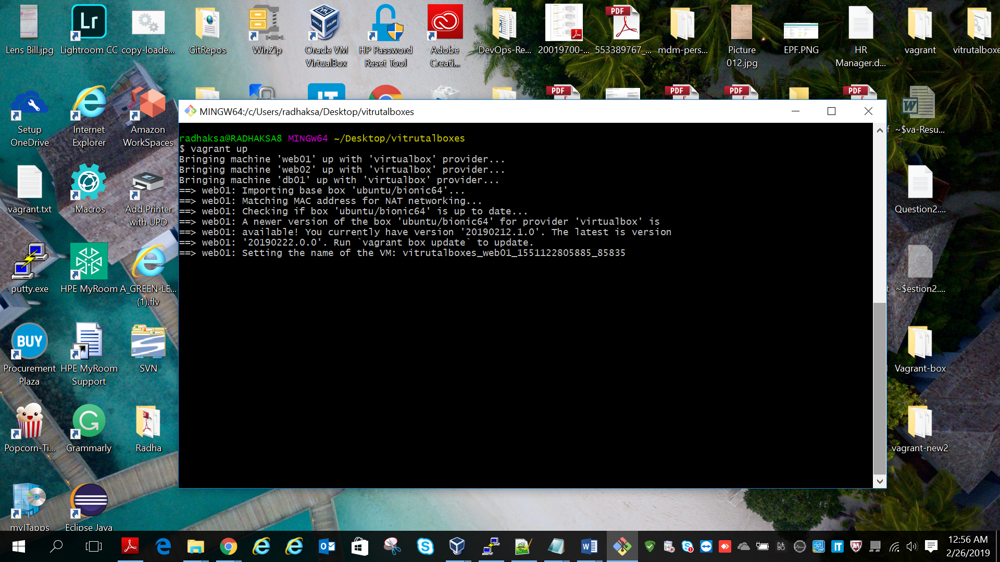 Lens Bill.jpg
Lightroom CC
copy-loade...
GitRepos
WinZip
Oracle VM
VirtualBox
HP Password
Reset Tool
Adobe
Creati...
DevOps-Re...
20019700-...
553389767_...
mdm-pers...
Picture
012.jpg
EPF.PNG
HR
Manager.d...
vagrant
vitrutalboxe
Lr
PDF
PDF
PDF
PDF
PDF
IT
Setup
OneDrive
Internet
Explorer
Amazon
WorkSpaces
~$va-Resu...
vagrant.txt
iMacros
Add Printer
with UPD
Question2....
putty.exe
HPE MyRoom
A_GREEN-LE...
(1).flv
~$estion2....
BUY
Procurement
Plaza
HPE MyRoom
Support
SVN
Vagrant-box
Popcorn-Ti...
Grammarly
Radha
vagrant-new2
myITapps
Eclipse Java
MINGW64:/c/Users/radhaksa/Desktop/vitrutalboxes
radhaksa@RADHAKSA8 MINGW64 ~/Desktop/vitrutalboxes
$ vagrant up
Bringing machine 'web01' up with 'virtualbox' provider...
Bringing machine 'web02' up with 'virtualbox' provider...
Bringing machine 'db01' up with 'virtualbox' provider...
==> web01: Importing base box 'ubuntu/bionic64'...
==> web01: Matching MAC address for NAT networking...
==> web01: Checking if box 'ubuntu/bionic64' is up to date...
==> web01: A newer version of the box 'ubuntu/bionic64' for provider 'virtualbox' is
==> web01: available! You currently have version '20190212.1.0'. The latest is version
==> web01: '20190222.0.0'. Run `vagrant box update` to update.
==> web01: Setting the name of the VM: vitrutalboxes_web01_1551122805885_85835
12:56 AM
2/26/2019